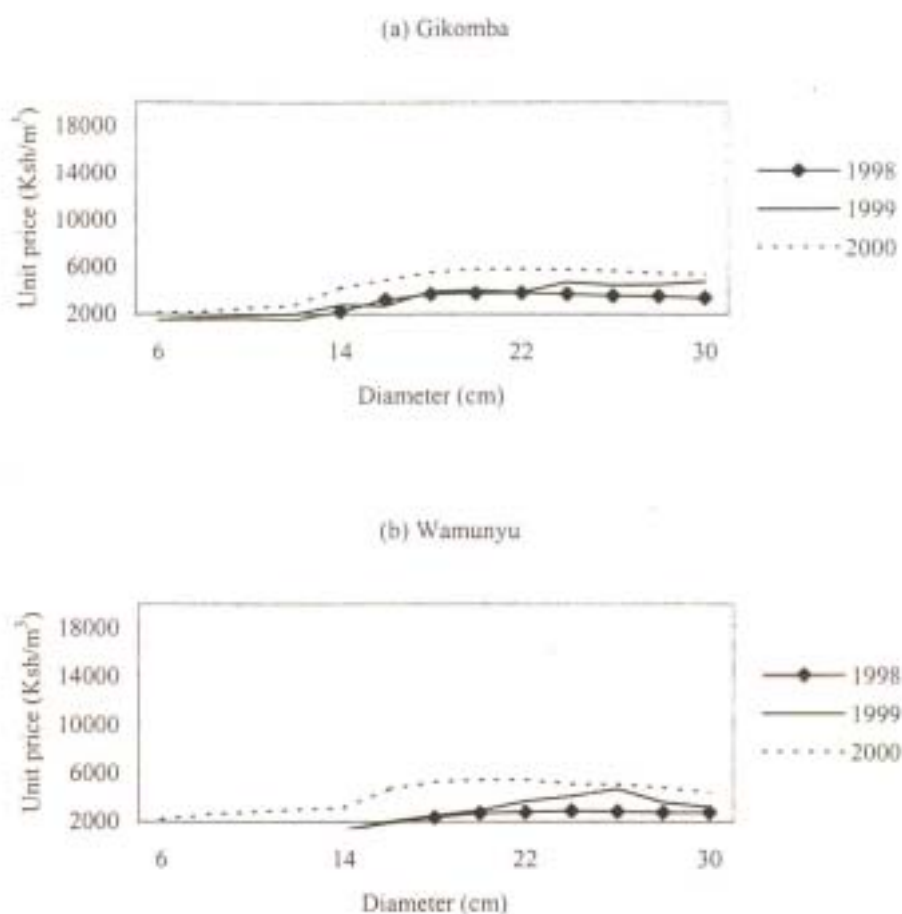 (a) Gikomba
Unit price (Ksh/m³)
18000
14000
10000
6000
2000
6 14 22 30
Diameter (cm)
1998
1999
2000
(b) Wamunyu
Unit price (Ksh/m³)
18000
14000
10000
6000
2000
6 14 22 30
Diameter (cm)
1998
1999
2000